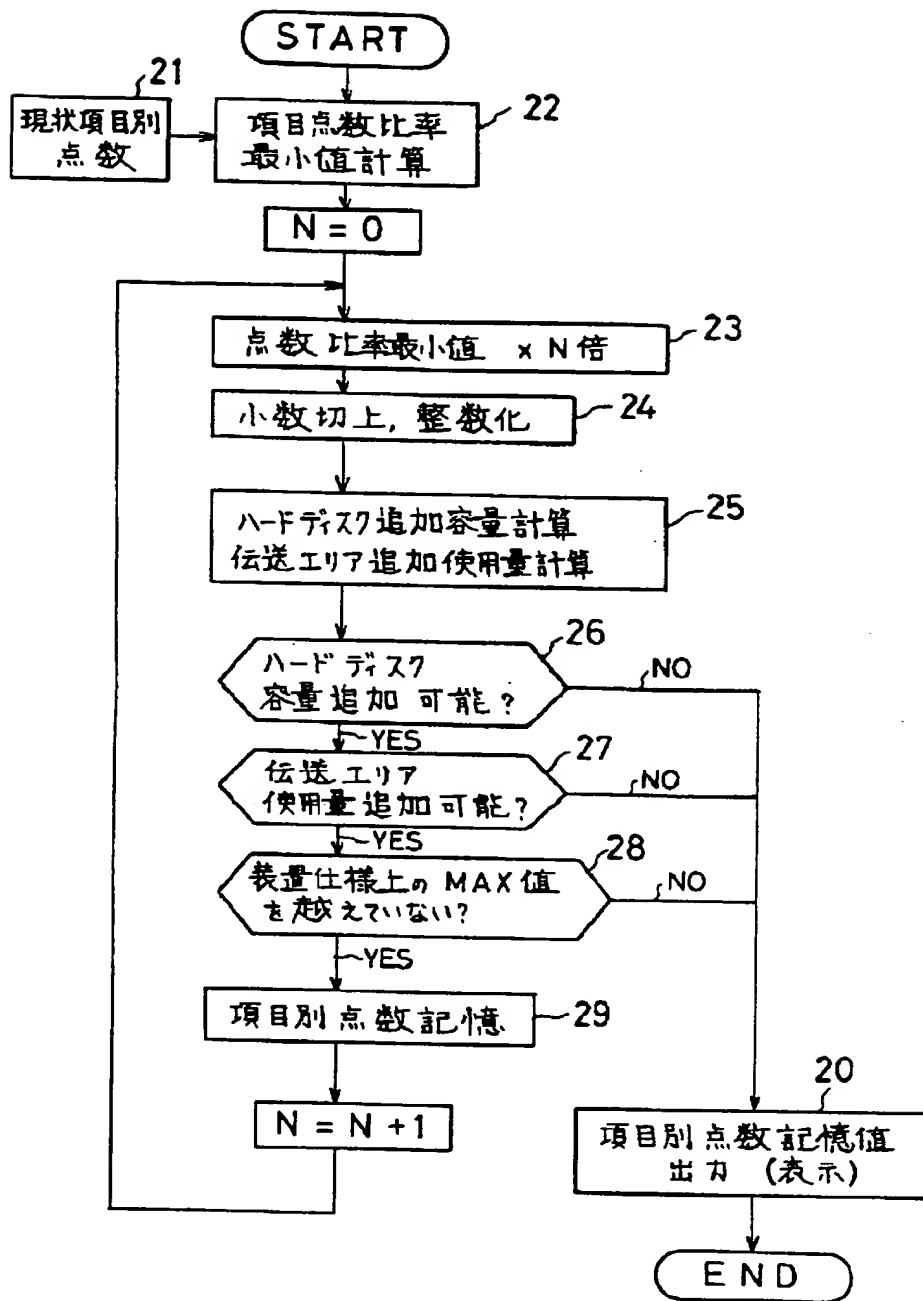 START
21
現状項目別
点数
22
項目点数比率
最小値計算
N = 0
23
点数比率最小値 × N倍
24
小数切上, 整数化
25
ハードディスク追加容量計算
伝送エリア追加使用量計算
26
ハードディスク
容量追加可能?
NO
YES
27
伝送エリア
使用量追加可能?
NO
YES
28
装置仕様上のMAX値
を越えていない?
NO
YES
項目別点数記憶
29
N = N + 1
20
項目別点数記憶値
出力 (表示)
END